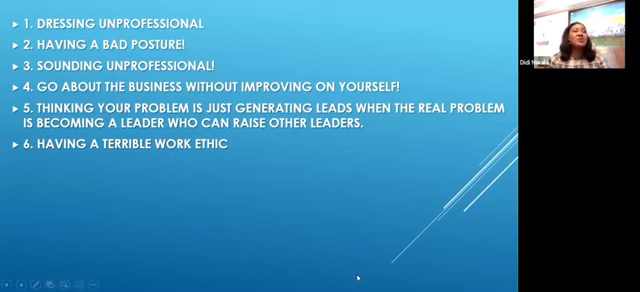 1. DRESSING UNPROFESSIONAL
2. HAVING A BAD POSTURE!
3. SOUNDING UNPROFESSIONAL!
4. GO ABOUT THE BUSINESS WITHOUT IMPROVING ON YOURSELF!
5. THINKING YOUR PROBLEM IS JUST GENERATING LEADS WHEN THE REAL PROBLEM
IS BECOMING A LEADER WHO CAN RAISE OTHER LEADERS.
6. HAVING A TERRIBLE WORK ETHIC
Didi Nwala